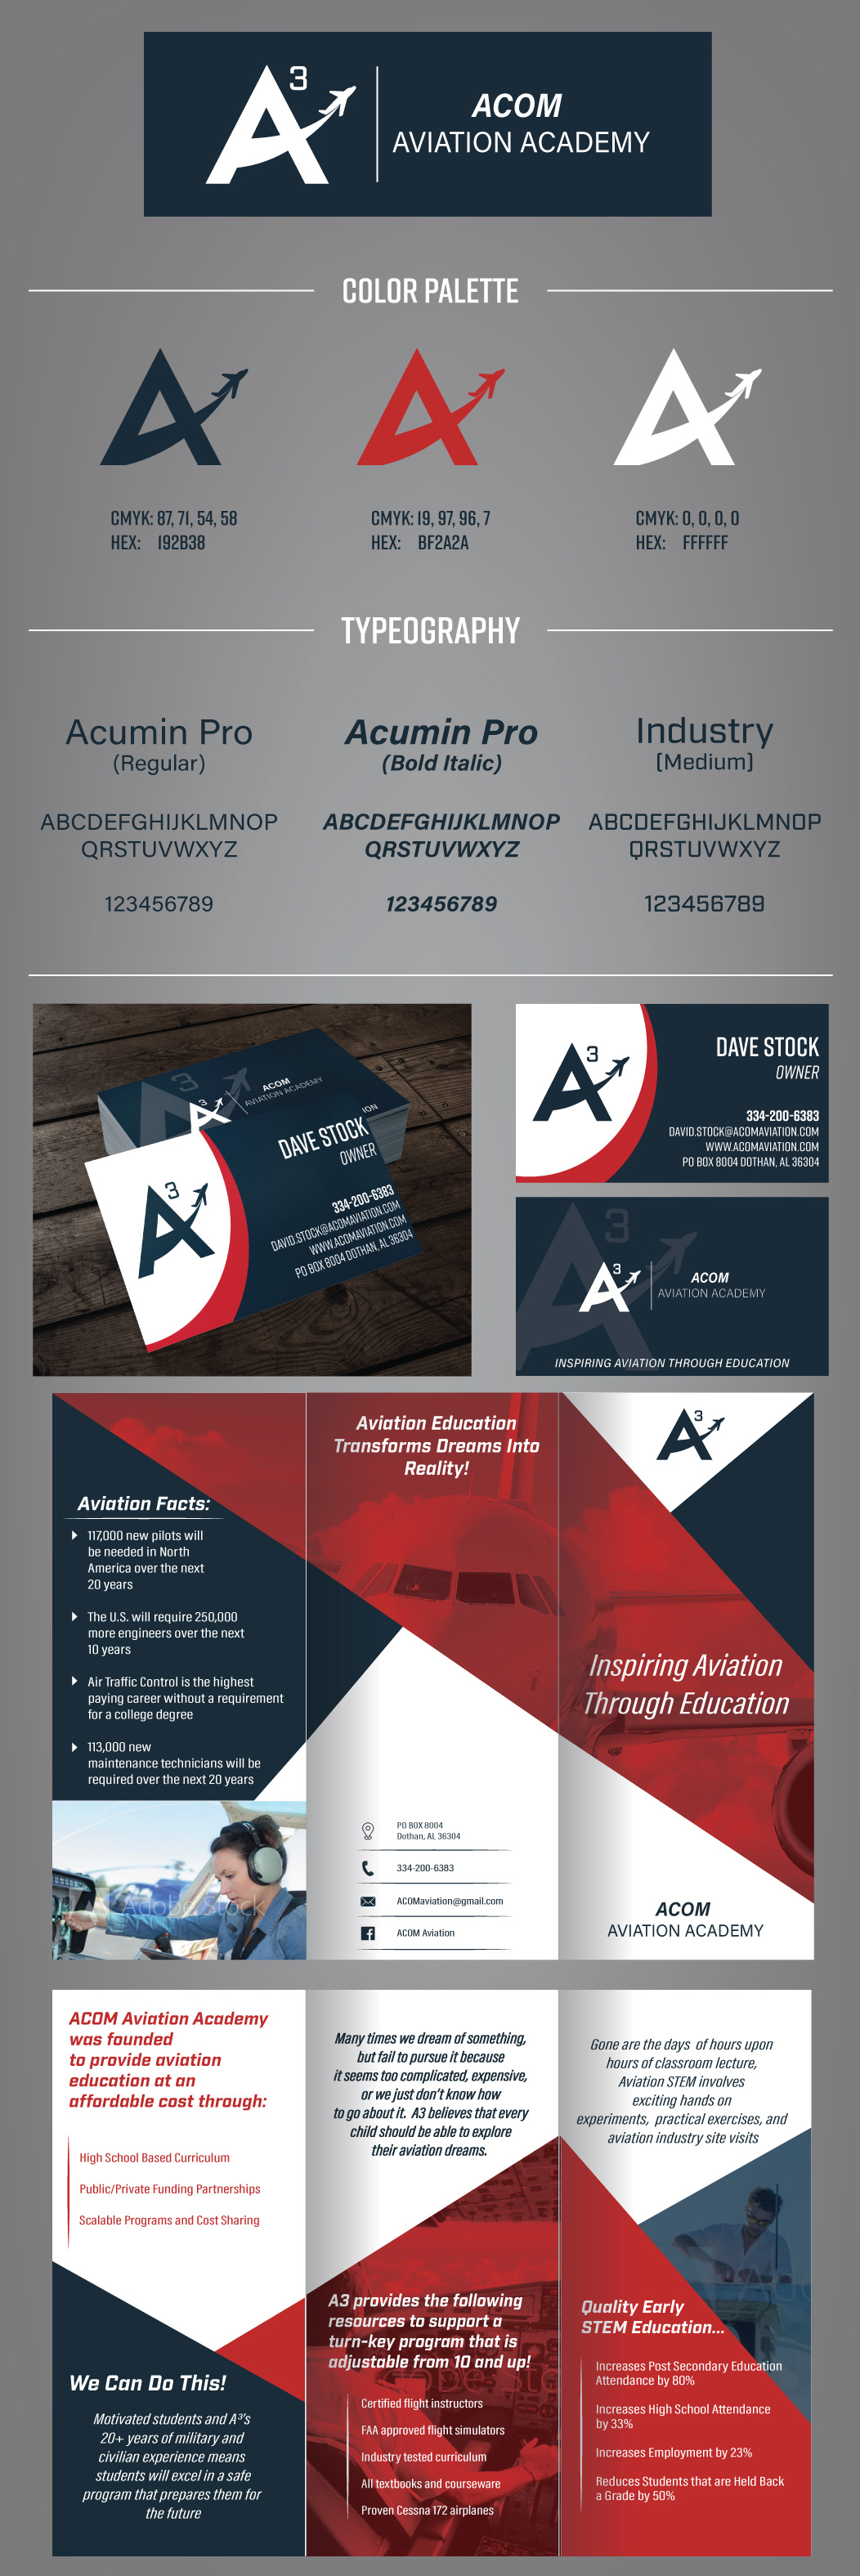 A3
ACOM
AVIATION ACADEMY
COLOR PALETTE
CMYK: 87, 71, 54, 58
HEX: 192B38
CMYK: 19, 97, 96, 7
HEX: BF2A2A
CMYK: 0, 0, 0, 0
HEX: FFFFFF
TYPEOGRAPHY
Acumin Pro
(Regular)
ABCDEFGHIJKLMNOP
QRSTUVWXYZ
123456789
Acumin Pro
(Bold Italic)
ABCDEFGHIJKLMNOP
QRSTUVWXYZ
123456789
Industry
(Medium)
ABCDEFGHIJKLMNOP
QRSTUVWXYZ
123456789
A3
A3
ACOM
AVIATION ACADEMY
ION
A3
DAVE STOCK
OWNER
334-200-6383
DAVID.STOCK@ACOMAVIATION.COM
WWW.ACOMAVIATION.COM
PO BOX 8004 DOTHAN, AL 36304
A3
DAVE STOCK
OWNER
334-200-6383
DAVID.STOCK@ACOMAVIATION.COM
WWW.ACOMAVIATION.COM
PO BOX 8004 DOTHAN, AL 36304
A3
A3
ACOM
AVIATION ACADEMY
INSPIRING AVIATION THROUGH EDUCATION
Aviation Facts:
117,000 new pilots will
be needed in North
America over the next
20 years
The U.S. will require 250,000
more engineers over the next
10 years
Air Traffic Control is the highest
paying career without a requirement
for a college degree
113,000 new
maintenance technicians will be
required over the next 20 years
Adobe Stock
Aviation Education
Transforms Dreams Into
Reality!
PO BOX 8004
Dothan, AL 36304
334-200-6383
ACOMaviation@gmail.com
ACOM Aviation
A3
Inspiring Aviation
Through Education
ACOM
AVIATION ACADEMY
ACOM Aviation Academy
was founded
to provide aviation
education at an
affordable cost through:
High School Based Curriculum
Public/Private Funding Partnerships
Scalable Programs and Cost Sharing
We Can Do This!
Motivated students and A³'s
20+ years of military and
civilian experience means
students will excel in a safe
program that prepares them for
the future
Many times we dream of something,
but fail to pursue it because
it seems too complicated, expensive,
or we just don't know how
to go about it. A3 believes that every
child should be able to explore
their aviation dreams.
A3 provides the following
resources to support a
turn-key program that is
adjustable from 10 and up!
Certified flight instructors
FAA approved flight simulators
Industry tested curriculum
All textbooks and courseware
Proven Cessna 172 airplanes
Gone are the days of hours upon
hours of classroom lecture,
Aviation STEM involves
exciting hands on
experiments, practical exercises, and
aviation industry site visits
Quality Early
STEM Education...
Increases Post Secondary Education
Attendance by 80%
Increases High School Attendance
by 33%
Increases Employment by 23%
Reduces Students that are Held Back
a Grade by 50%